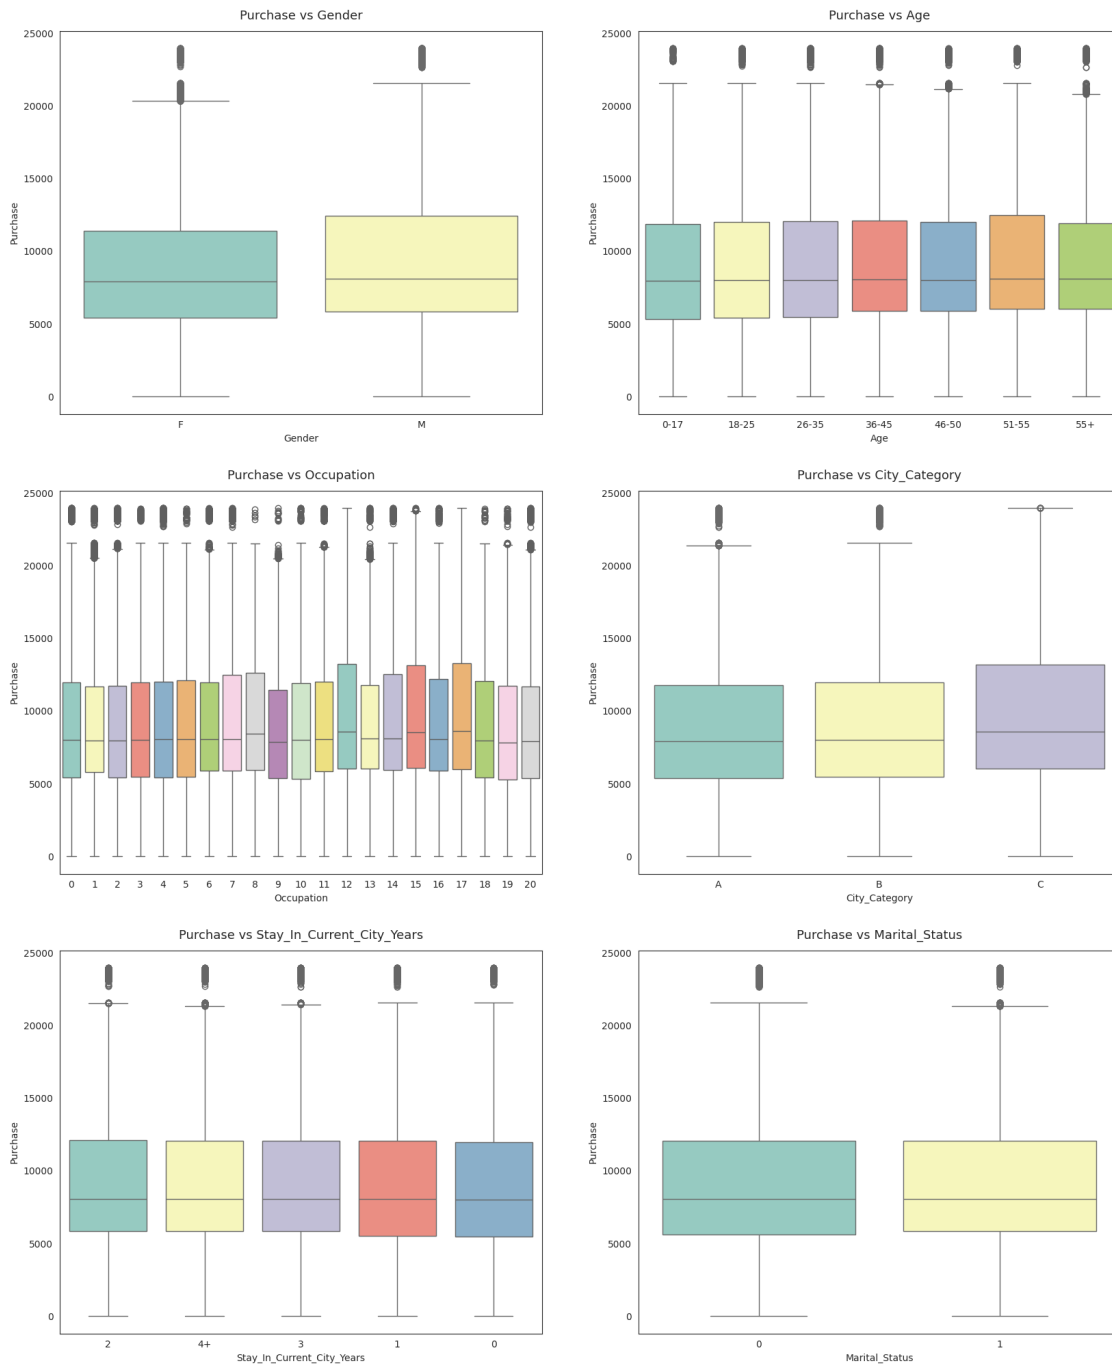 Purchase vs Gender
25000
20000
15000
10000
5000
0
Purchase
F M
Gender
Purchase vs Age
25000
20000
15000
10000
5000
0
Purchase
0-17 18-25 26-35 36-45 46-50 51-55 55+
Age
Purchase vs Occupation
25000
20000
15000
10000
5000
0
Purchase
0 1 2 3 4 5 6 7 8 9 10 11 12 13 14 15 16 17 18 19 20
Occupation
Purchase vs City_Category
25000
20000
15000
10000
5000
0
Purchase
A B C
City_Category
Purchase vs Stay_In_Current_City_Years
25000
20000
15000
10000
5000
0
Purchase
2 4+ 3 1 0
Stay_In_Current_City_Years
Purchase vs Marital_Status
25000
20000
15000
10000
5000
0
Purchase
0 1
Marital_Status